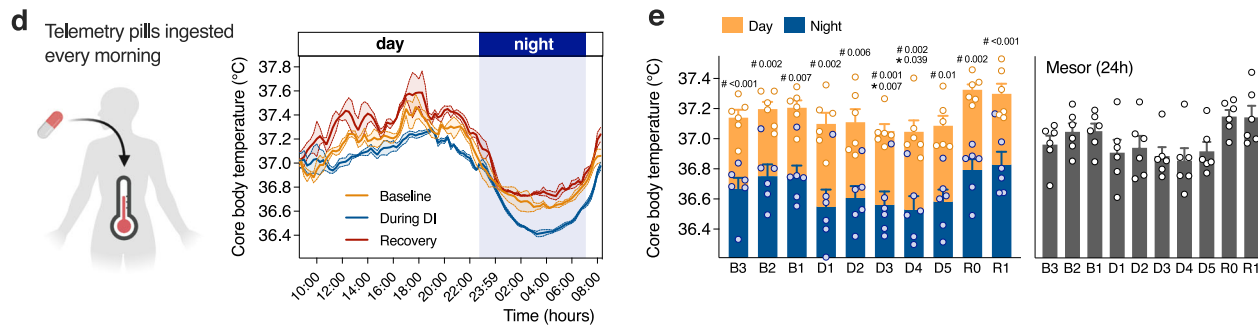 d
Telemetry pills ingested
every morning
day
night
Core body temperature (°C)
37.8
37.6
37.4
37.2
37.0
36.8
36.6
36.4
Baseline
During DI
Recovery
10:00
12:00
14:00
16:00
18:00
20:00
22:00
23:59
02:00
04:00
06:00
08:00
Time (hours)
e
Day
Night
Core body temperature (°C)
37.4
37.2
37.0
36.8
36.6
36.4
# <0.001
# 0.002
# 0.007
# 0.002
# 0.006
# 0.001
* 0.007
# 0.002
* 0.039
# 0.01
# 0.002
# <0.001
B3 B2 B1 D1 D2 D3 D4 D5 R0 R1
Mesor (24h)
B3 B2 B1 D1 D2 D3 D4 D5 R0 R1